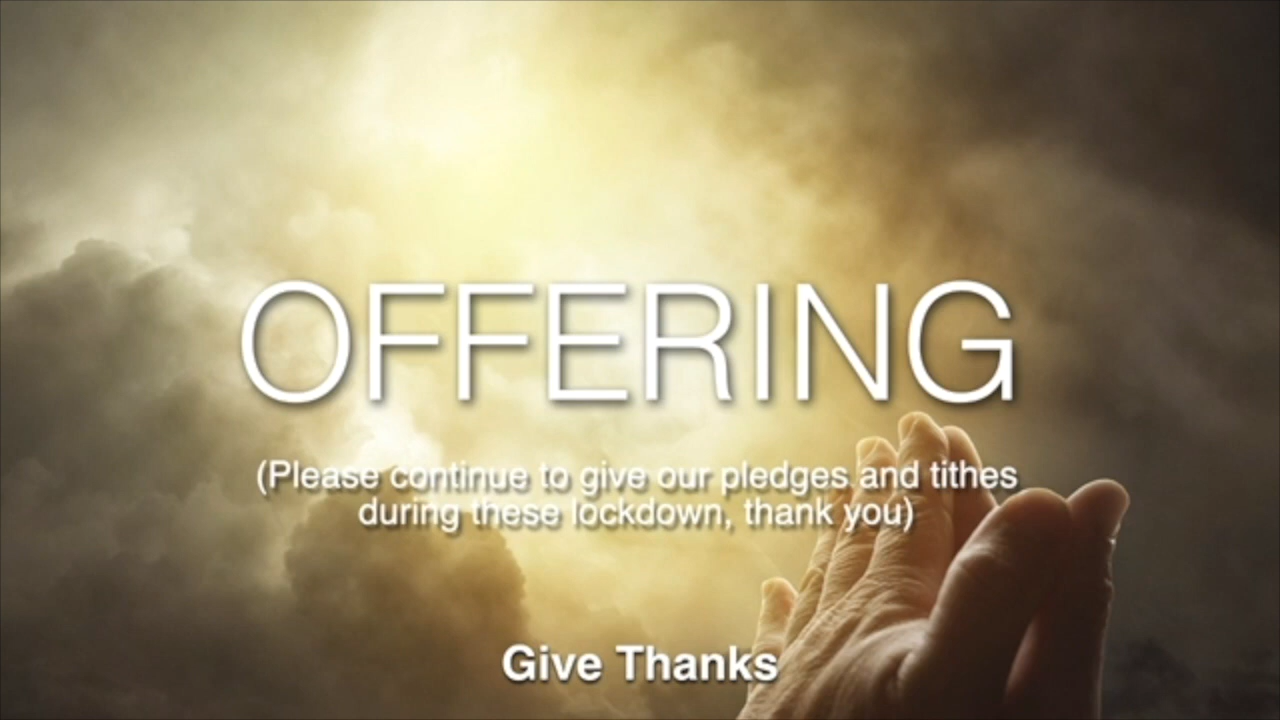 OFFERING
(Please continue to give our pledges and tithes
during these lockdown, thank you)
Give Thanks